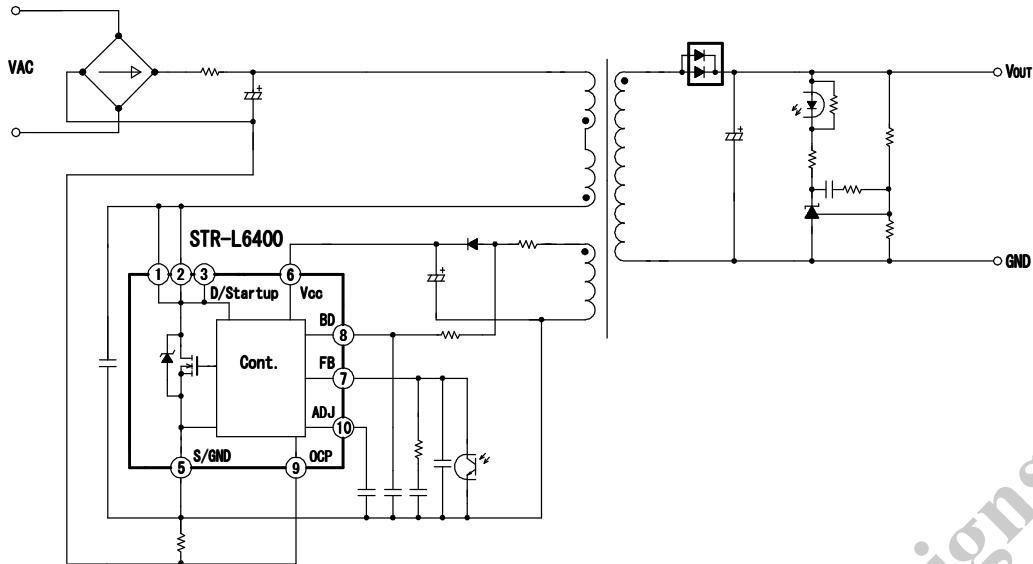 VAC
VOUT
STR-L6400
1 2 3 6
D/Startup Vcc
BD
8
Cont.
FB
7
ADJ
10
S/GND OCP
5 9
GND
igns